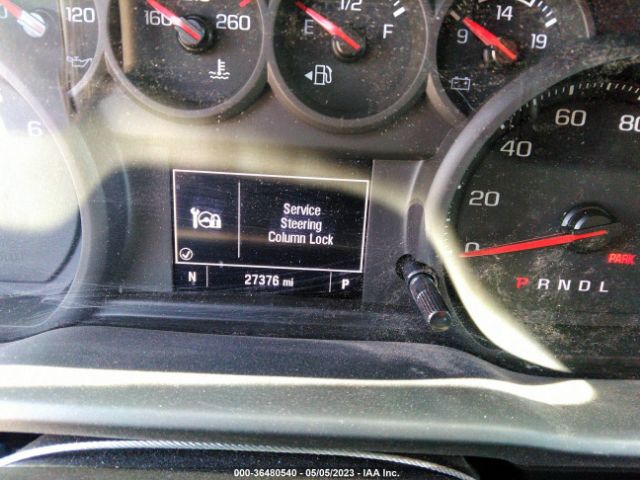 120
160
260
1/2
E
F
9
14
19
6
Service
Steering
Column Lock
N
27376 mi
P
0
20
40
60
80
PARK
P R N D L
000-36480540 - 05/05/2023 - IAA Inc.